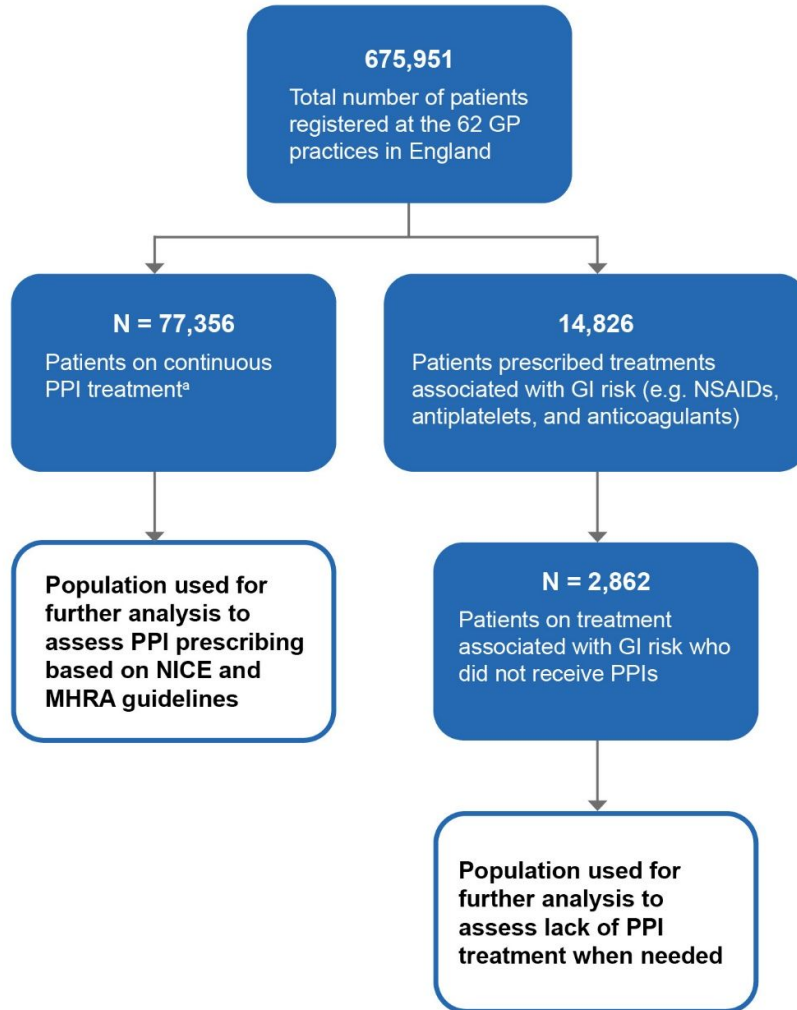 675,951
Total number of patients
registered at the 62 GP
practices in England
N = 77,356
Patients on continuous
PPI treatmentᵃ
14,826
Patients prescribed treatments
associated with GI risk (e.g. NSAIDs,
antiplatelets, and anticoagulants)
Population used for
further analysis to
assess PPI prescribing
based on NICE and
MHRA guidelines
N = 2,862
Patients on treatment
associated with GI risk who
did not receive PPIs
Population used for
further analysis to
assess lack of PPI
treatment when needed